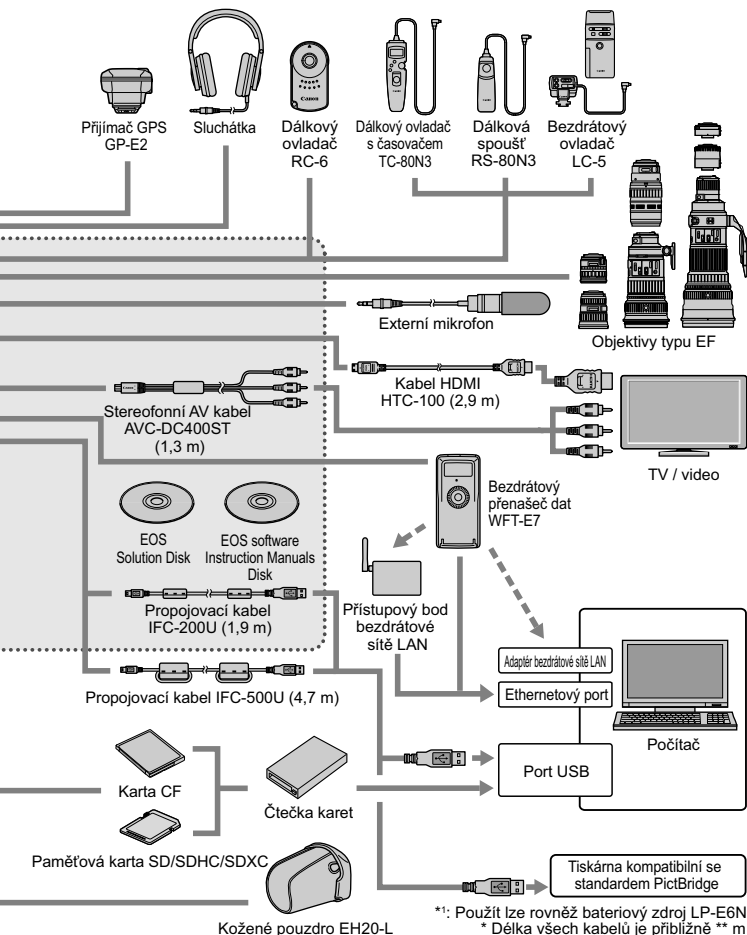 Přijímač GPS
GP-E2
Sluchátka
Dálkový
ovladač
RC-6
Dálkový ovladač
s časovačem
TC-80N3
Dálková
spoušť
RS-80N3
Bezdrátový
ovladač
LC-5
Canon
Externí mikrofon
Objektivy typu EF
Kabel HDMI
HTC-100 (2,9 m)
Stereofonní AV kabel
AVC-DC400ST
(1,3 m)
TV / video
Bezdrátový
přenašeč dat
WFT-E7
EOS
Solution Disk
EOS software
Instruction Manuals
Disk
Přístupový bod
bezdrátové
sítě LAN
Propojovací kabel
IFC-200U (1,9 m)
Adaptér bezdrátové sítě LAN
Ethernetový port
Propojovací kabel IFC-500U (4,7 m)
Počítač
Port USB
Karta CF
Čtečka karet
Paměťová karta SD/SDHC/SDXC
Tiskárna kompatibilní se
standardem PictBridge
Kožené pouzdro EH20-L
*1: Použít lze rovněž bateriový zdroj LP-E6N
* Délka všech kabelů je přibližně ** m